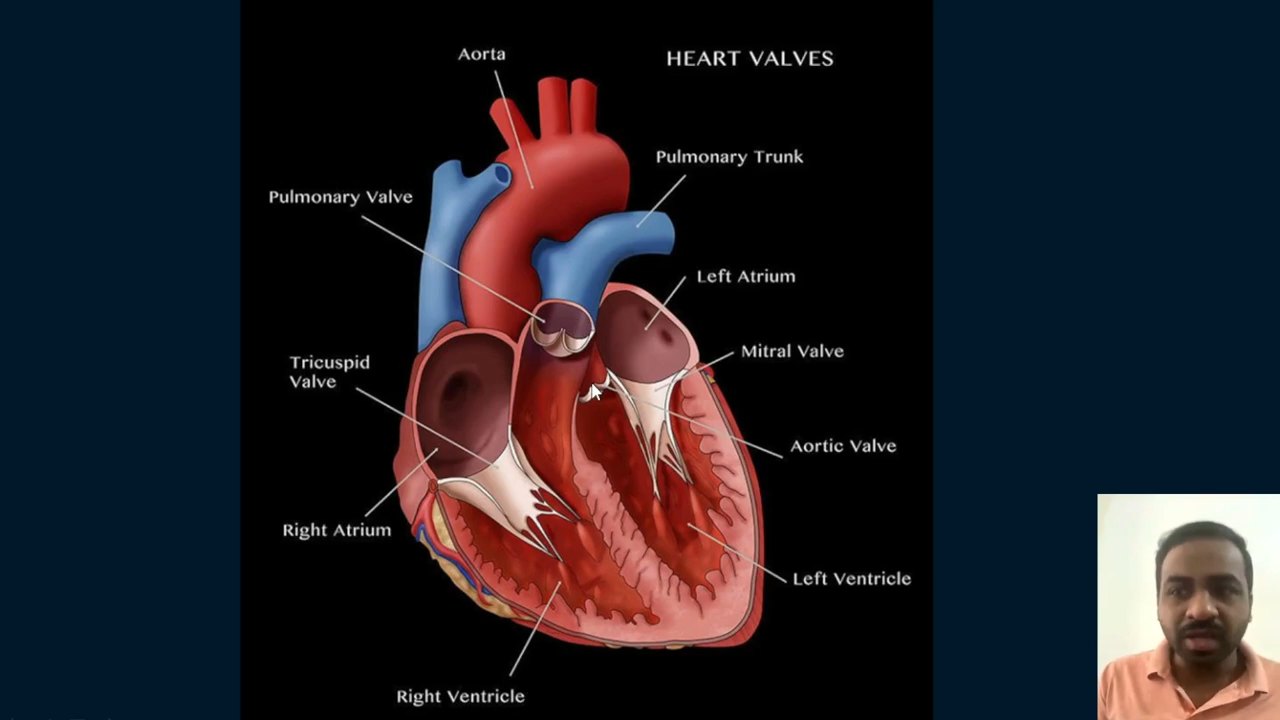 Aorta
HEART VALVES
Pulmonary Trunk
Pulmonary Valve
Left Atrium
Mitral Valve
Tricuspid
Valve
Aortic Valve
Right Atrium
Left Ventricle
Right Ventricle